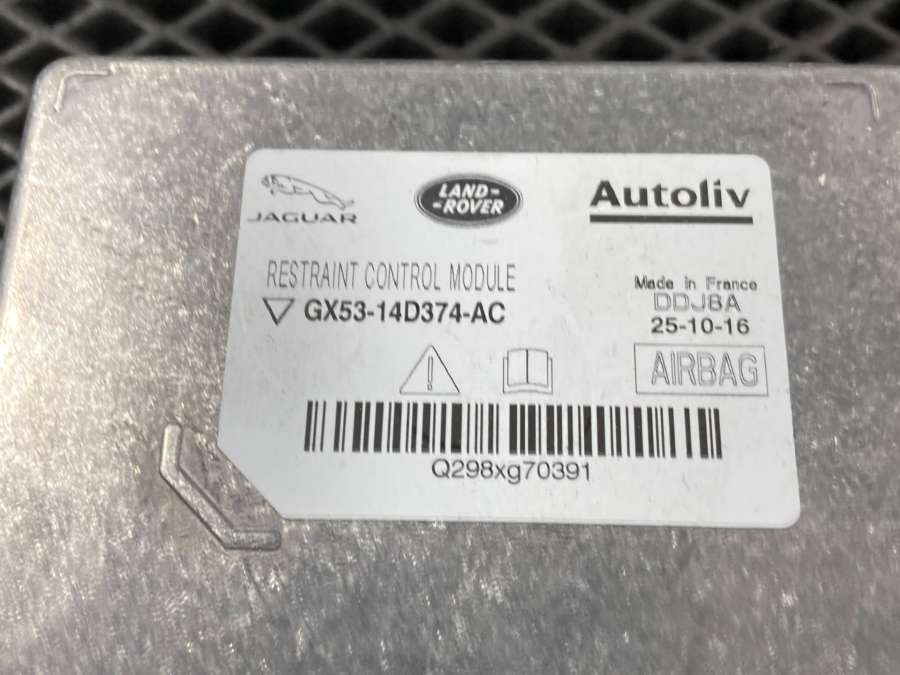 JAGUAR
LAND-
-ROVER
Autoliv
RESTRAINT CONTROL MODULE
GX53-14D374-AC
Made in France
DDJ8A
25-10-16
AIRBAG
Q298xg70391